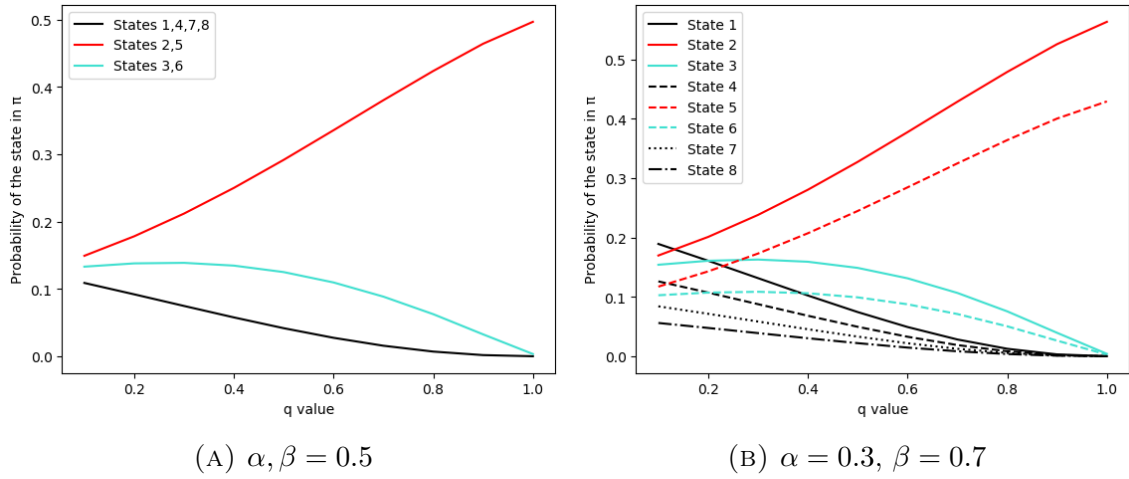 0.5
0.4
0.3
0.2
0.1
0.0
Probability of the state in π
States 1,4,7,8
States 2,5
States 3,6
0.2
0.4
0.6
0.8
1.0
q value
(A) α, β = 0.5
0.5
0.4
0.3
0.2
0.1
0.0
Probability of the state in π
State 1
State 2
State 3
State 4
State 5
State 6
State 7
State 8
0.2
0.4
0.6
0.8
1.0
q value
(B) α = 0.3, β = 0.7